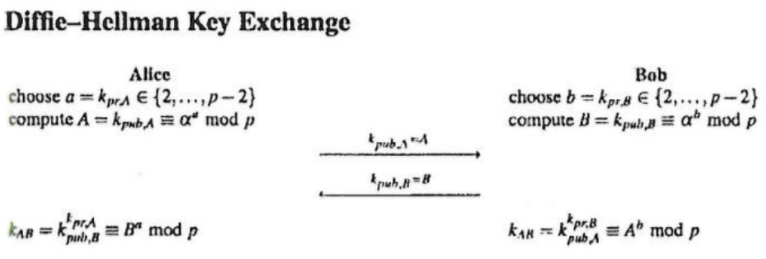 Diffie–Hellman Key Exchange
Alice
choose a = k_{pr,A} ∈ {2,...,p−2}
compute A = k_{pub,A} ≡ α^a mod p
Bob
choose b = k_{pr,B} ∈ {2,...,p−2}
compute B = k_{pub,B} ≡ α^b mod p
k_{pub,A}=A
k_{pub,B}=B
k_{AB} = k_{pub,B}^{k_{pr,A}} ≡ B^a mod p
k_{AB} = k_{pub,A}^{k_{pr,B}} ≡ A^b mod p